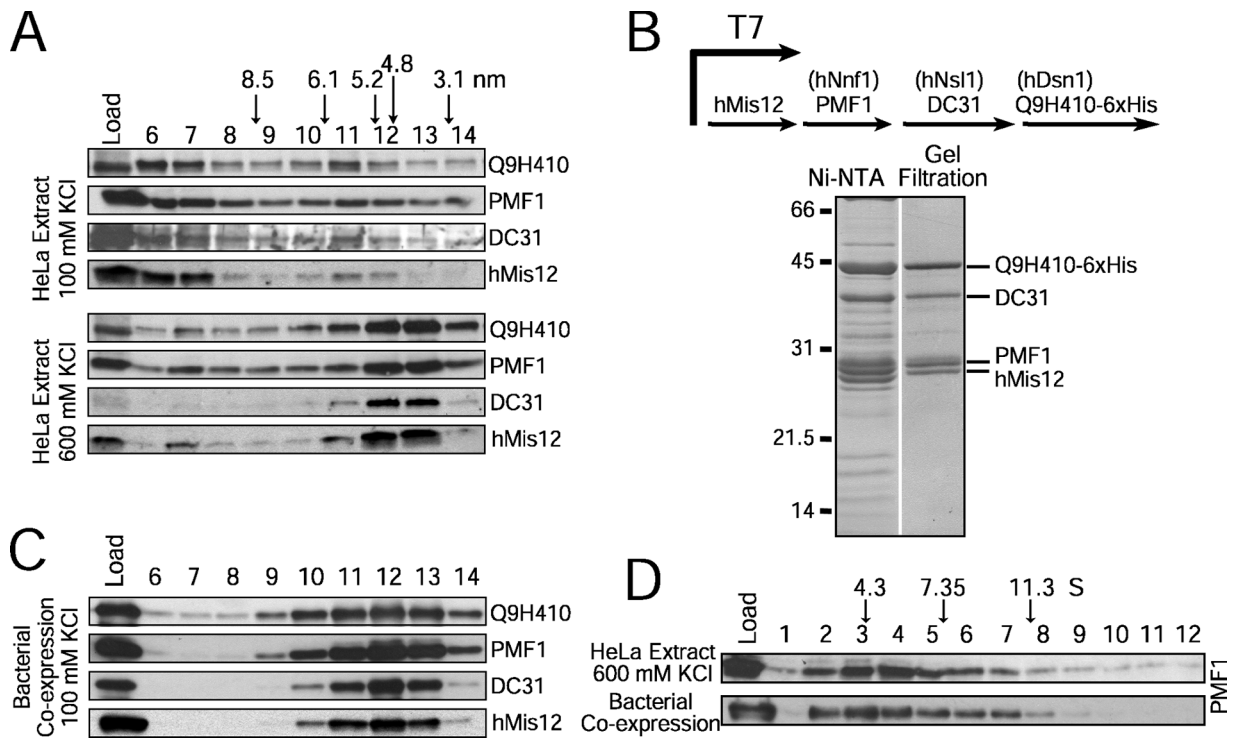 A
4.8
8.5 6.1 5.2 3.1 nm
Load 6 7 8 9 10 11 12 13 14
HeLa Extract
100 mM KCl
Q9H410
PMF1
DC31
hMis12
HeLa Extract
600 mM KCl
Q9H410
PMF1
DC31
hMis12
B
T7
(hNnf1) (hNsl1) (hDsn1)
hMis12 PMF1 DC31 Q9H410-6xHis
Gel
Ni-NTA Filtration
66
45
31
21.5
14
Q9H410-6xHis
DC31
PMF1
hMis12
C
Load 6 7 8 9 10 11 12 13 14
Bacterial
Co-expression
100 mM KCl
Q9H410
PMF1
DC31
hMis12
D
4.3 7.35 11.3 S
Load 1 2 3 4 5 6 7 8 9 10 11 12
HeLa Extract
600 mM KCl
Bacterial
Co-expression
PMF1